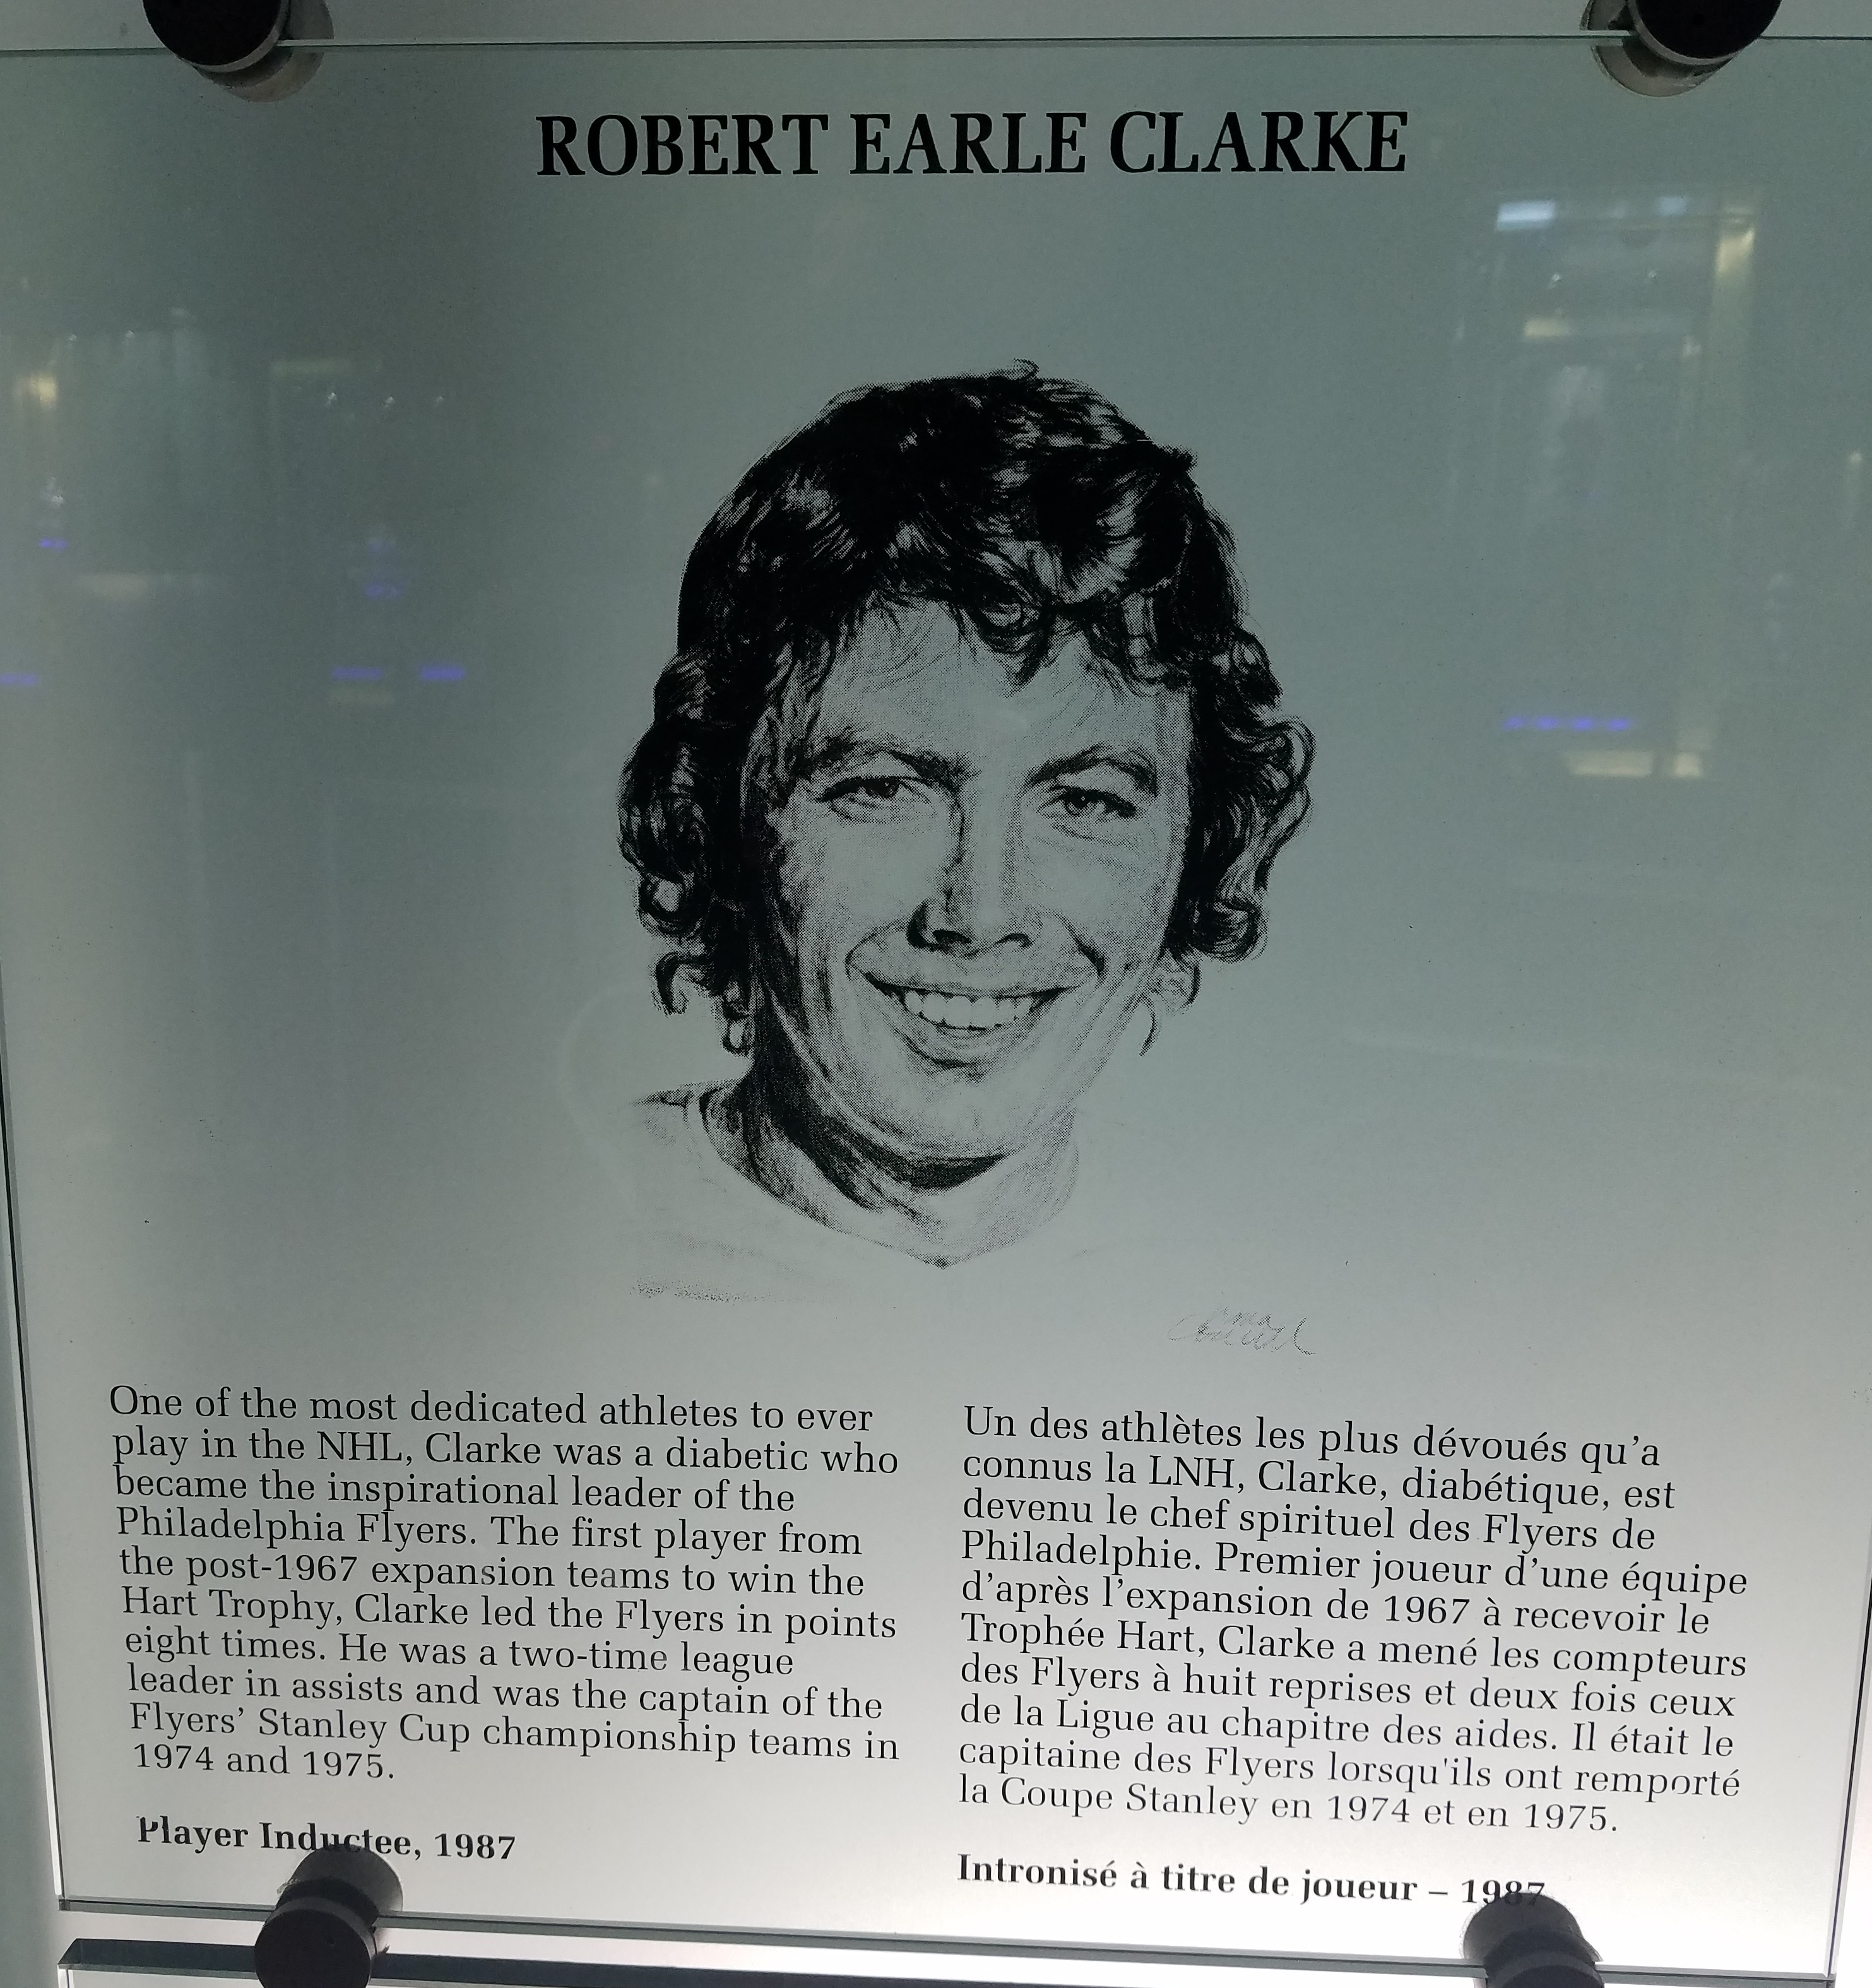 ROBERT EARLE CLARKE
One of the most dedicated athletes to ever
play in the NHL, Clarke was a diabetic who
became the inspirational leader of the
Philadelphia Flyers. The first player from
the post-1967 expansion teams to win the
Hart Trophy, Clarke led the Flyers in points
eight times. He was a two-time league
leader in assists and was the captain of the
Flyers' Stanley Cup championship teams in
1974 and 1975.
Player Inductee, 1987
Un des athlètes les plus dévoués qu'a
connus la LNH, Clarke, diabétique, est
devenu le chef spirituel des Flyers de
Philadelphie. Premier joueur d'une équipe
d'après l'expansion de 1967 à recevoir le
Trophée Hart, Clarke a mené les compteurs
des Flyers à huit reprises et deux fois ceux
de la Ligue au chapitre des aides. Il était le
capitaine des Flyers lorsqu'ils ont remporté
la Coupe Stanley en 1974 et en 1975.
Intronisé à titre de joueur – 1987